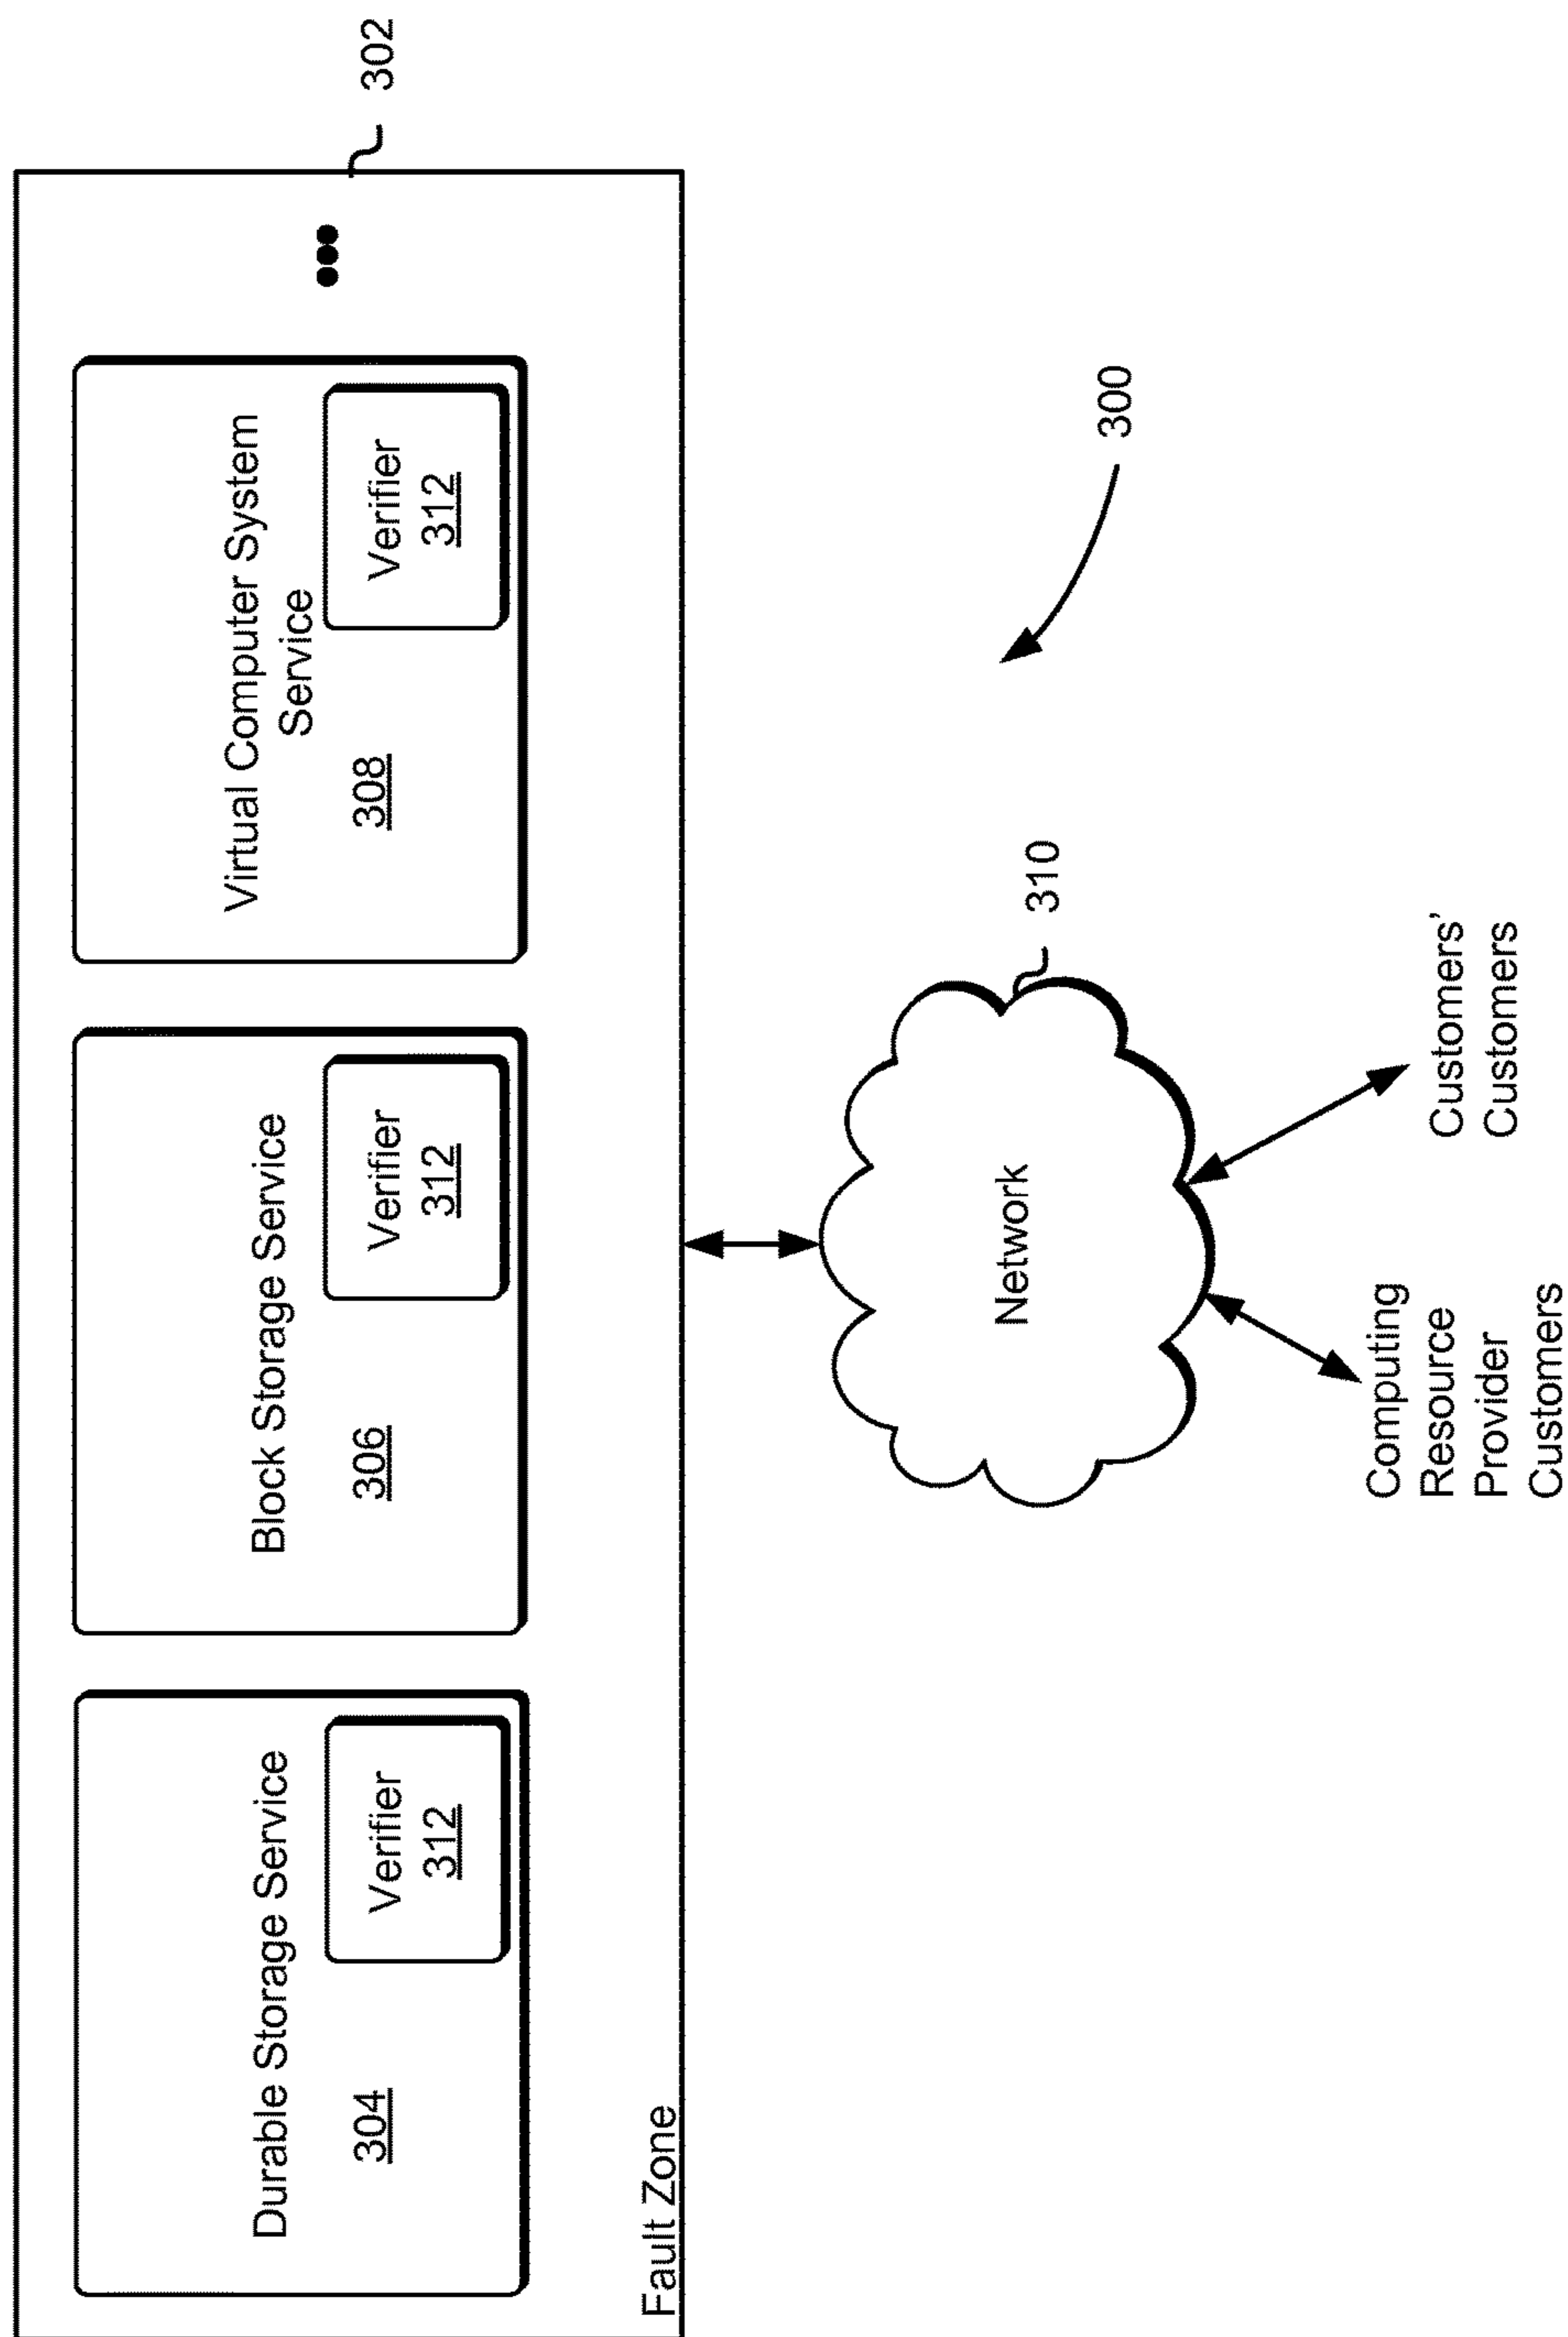 302
Durable Storage Service
304
Verifier
312
Block Storage Service
306
Verifier
312
Virtual Computer System
Service
308
Verifier
312
Fault Zone
300
310
Network
Computing
Resource
Provider
Customers
Customers’
Customers